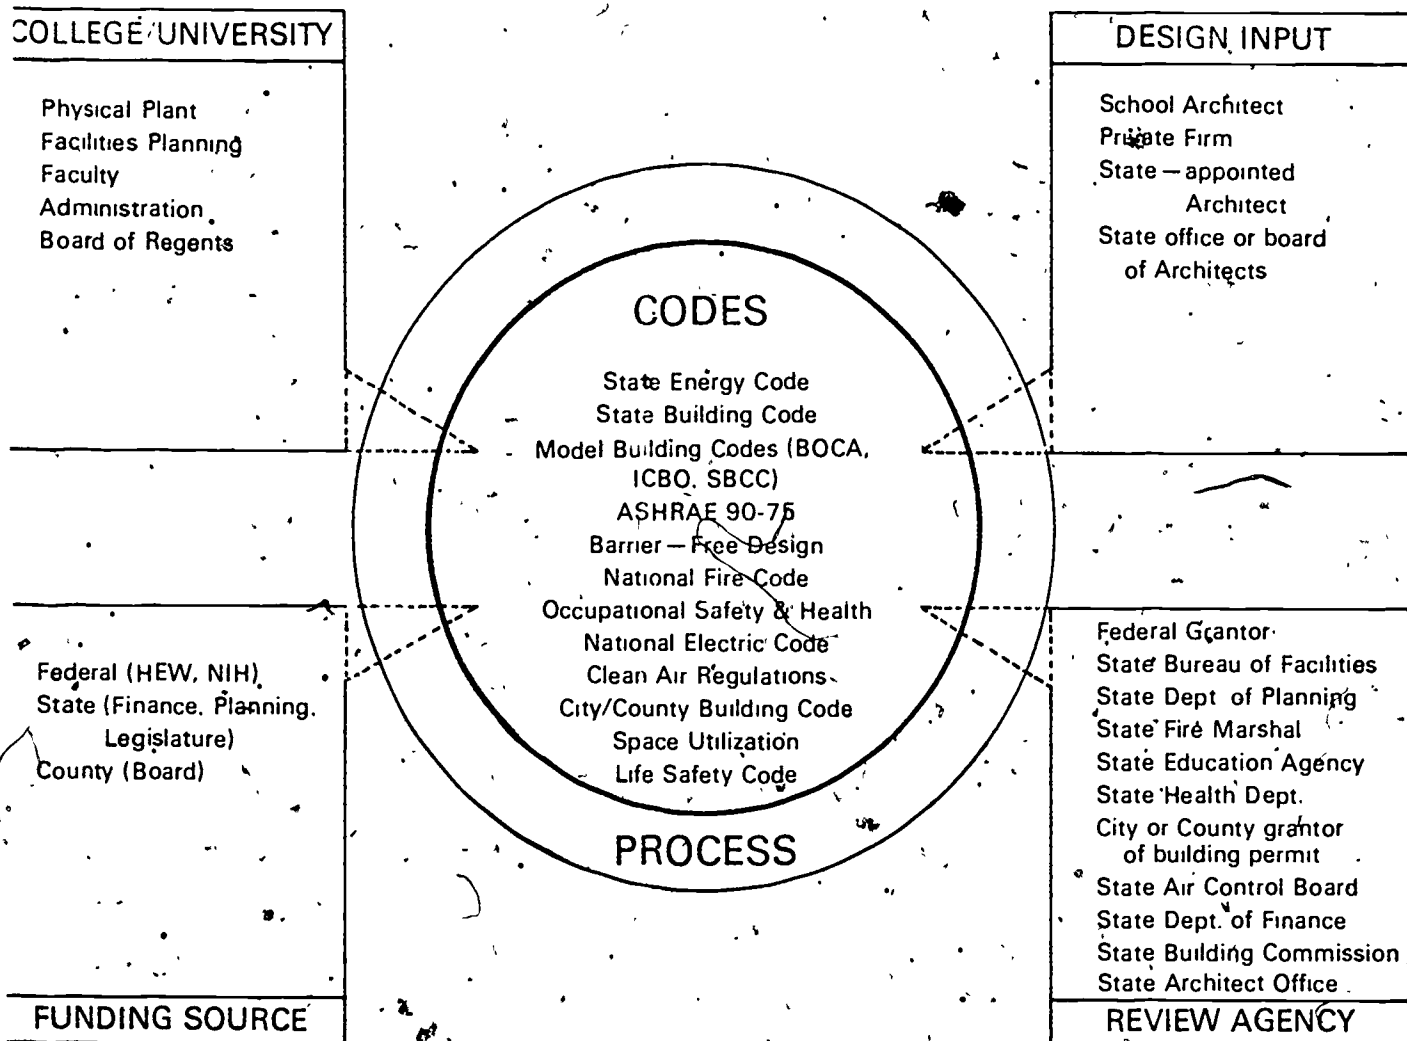 COLLEGE/UNIVERSITY
Physical Plant
Facilities Planning
Faculty
Administration
Board of Regents
DESIGN INPUT
School Architect
Private Firm
State — appointed
Architect
State office or board
of Architects
CODES
State Energy Code
State Building Code
Model Building Codes (BOCA,
ICBO, SBCC)
ASHRAE 90-75
Barrier — Free Design
National Fire Code
Occupational Safety & Health
National Electric Code
Clean Air Regulations
City/County Building Code
Space Utilization
Life Safety Code
PROCESS
Federal (HEW, NIH)
State (Finance, Planning,
Legislature)
County (Board)
FUNDING SOURCE
Federal Grantor
State Bureau of Facilities
State Dept of Planning
State Fire Marshal
State Education Agency
State Health Dept.
City or County grantor
of building permit
State Air Control Board
State Dept. of Finance
State Building Commission
State Architect Office
REVIEW AGENCY